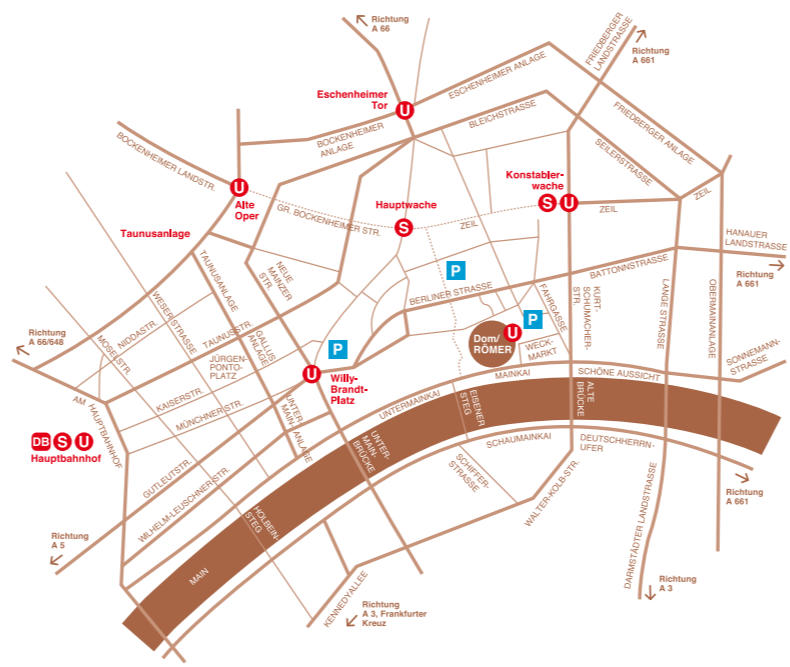 Richtung
A 66
FRIEDBERGER
LANDSTRASSE
Richtung
A 661
ESCHENHEIMER ANLAGE
Eschenheimer
Tor
U
BLEICHSTRASSE
BOCKENHEIMER
ANLAGE
FRIEDBERGER ANLAGE
SEILERSTRASSE
BOCKENHEIMER LANDSTR.
U
Alte
Oper
Konstabler-
wache
S
U
ZEIL
ZEIL
Hauptwache
S
GR. BOCKENHEIMER STR.
ZEIL
Taunusanlage
HANAUER
LANDSTRASSE
Richtung
A 661
TAUNUSANLAGE
NEUE
MAINZER
STR.
P
BERLINER STRASSE
BATTONNSTRASSE
FAHRGASSE
KURT-
SCHUMACHER-
STR.
LANGE STRASSE
OBERMAINANLAGE
SONNEMANN-
STRASSE
WESER STRASSE
MOSELSTR.
NIDDASTR.
TAUNUSSTR.
GALLUS
ANLAGE
Richtung
A 66/648
P
P
U
Dom/
RÖMER
WECK-
MARKT
JÜRGEN-
PONTO-
PLATZ
KAISERSTR.
MÜNCHNER STR.
U
Willy-
Brandt-
Platz
AM
HAUPTBAHNHOF
MAINKAI
SCHÖNE AUSSICHT
UNTERMAINKAI
EISENER
STEG
ALTE
BRÜCKE
UNTER
MAIN-ANLAGE
UNTER-
MAIN-
BRÜCKE
DB
S
U
Hauptbahnhof
GUTLEUTSTR.
WILHELM-LEUSCHNER STR.
SCHAUMAINKAI
DEUTSCHHERRN-
UFER
SCHIFFER-
STRASSE
WALTER-KOLB-STR.
Richtung
A 661
HOLBEIN-
STEG
DARMSTÄDTER LANDSTRASSE
Richtung
A 5
MAIN
KENNEDYALLEE
Richtung
A 3, Frankfurter
Kreuz
Richtung
A 3